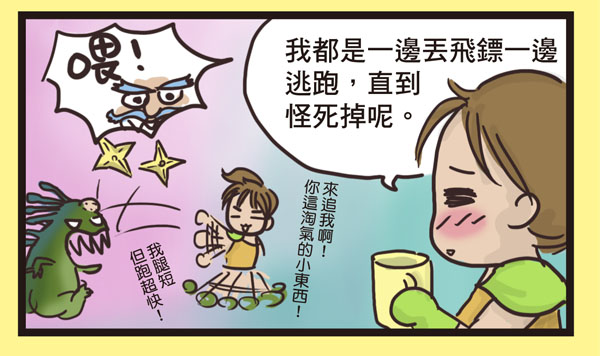 喂！
我都是一邊丟飛鏢一邊
逃跑，直到
怪死掉呢。
來追我啊！
你這淘氣的小東西！
我腿短
但跑超快！